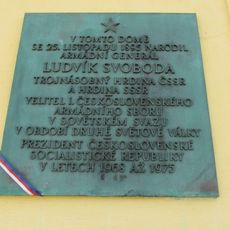 V TOMTO DOMĚ
SE 25. LISTOPADU 1895 NARODIL
ARMÁDNÍ GENERÁL
LUDVÍK SVOBODA
TROJNÁSOBNÝ HRDINA ČSSR
A HRDINA SSSR
VELITEL 1. ČESKOSLOVENSKÉHO
ARMÁDNÍHO SBORU
V SOVĚTSKÉM SVAZU
V OBDOBÍ DRUHÉ SVĚTOVÉ VÁLKY
PREZIDENT ČESKOSLOVENSKÉ
SOCIALISTICKÉ REPUBLIKY
V LETECH 1968 AŽ 1975